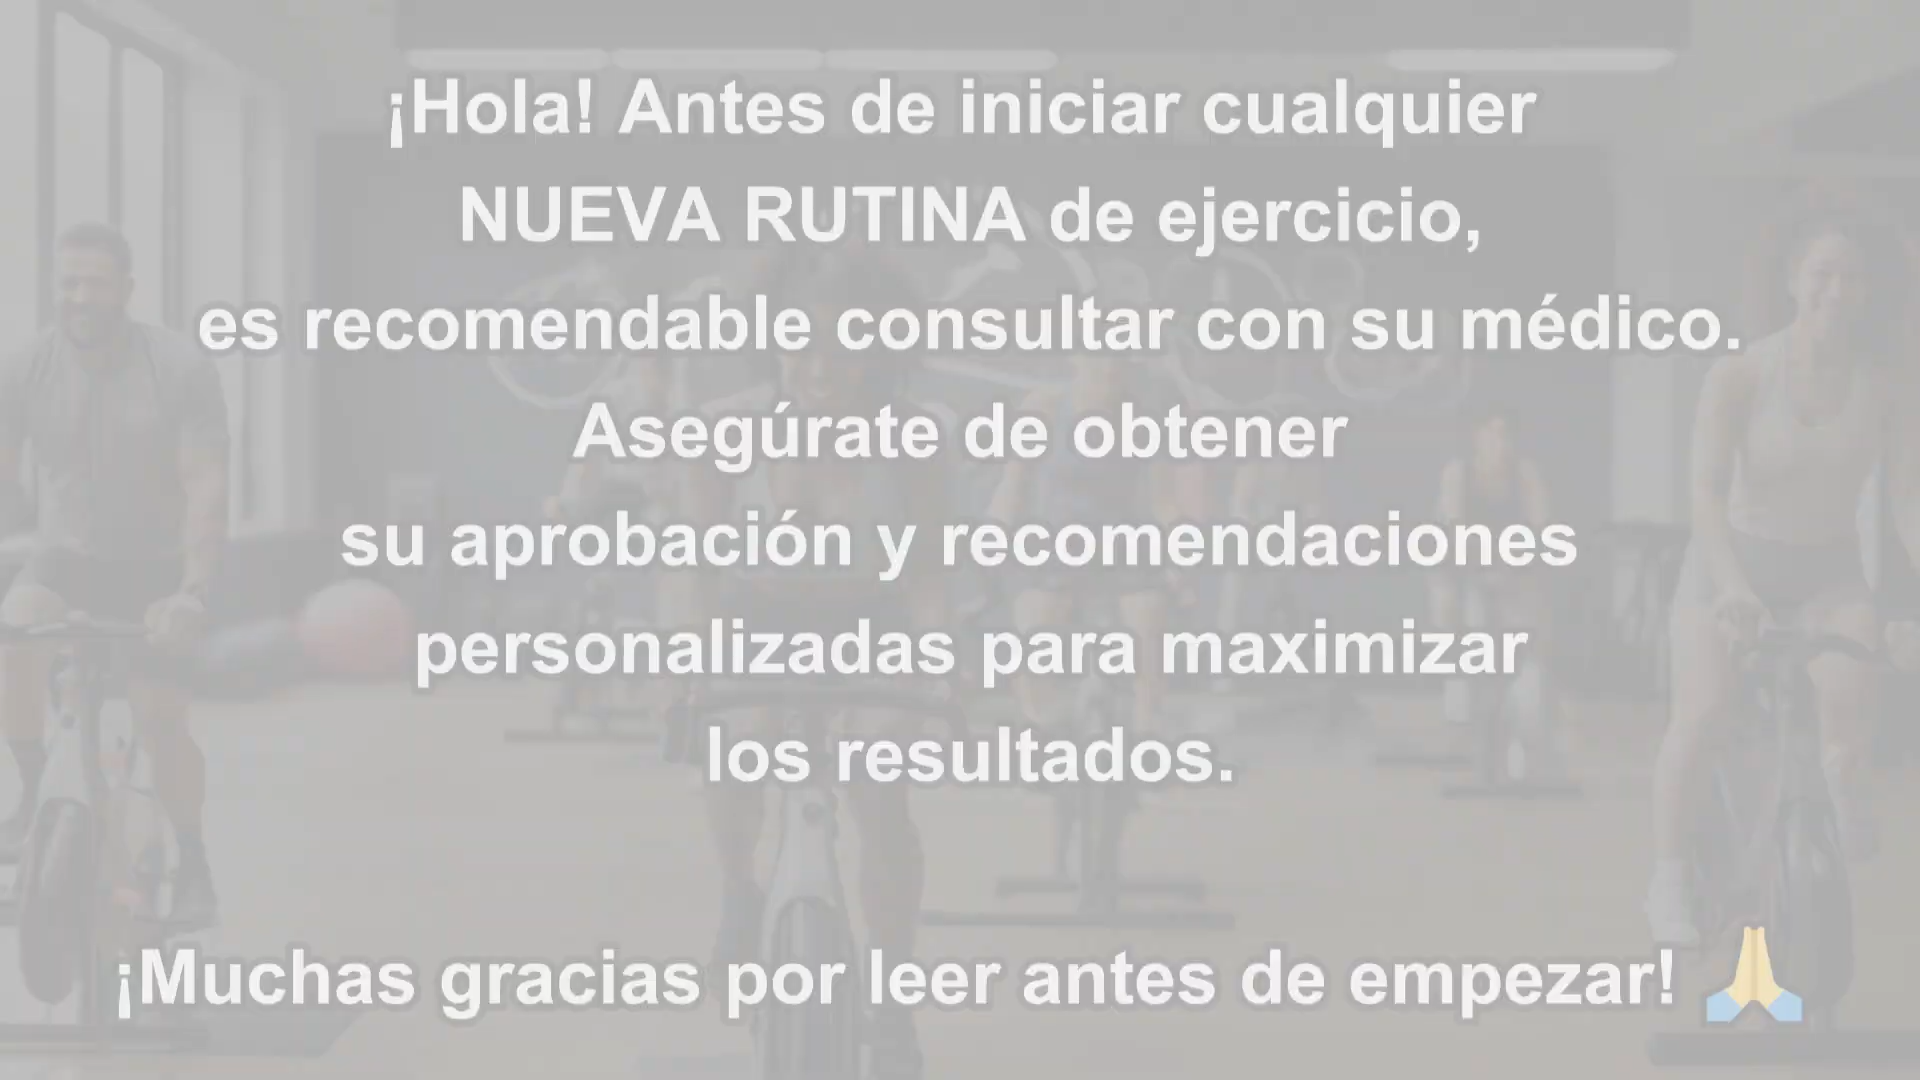 ¡Hola! Antes de iniciar cualquier
NUEVA RUTINA de ejercicio,
es recomendable consultar con su médico.
Asegúrate de obtener
su aprobación y recomendaciones
personalizadas para maximizar
los resultados.
¡Muchas gracias por leer antes de empezar! 🙏